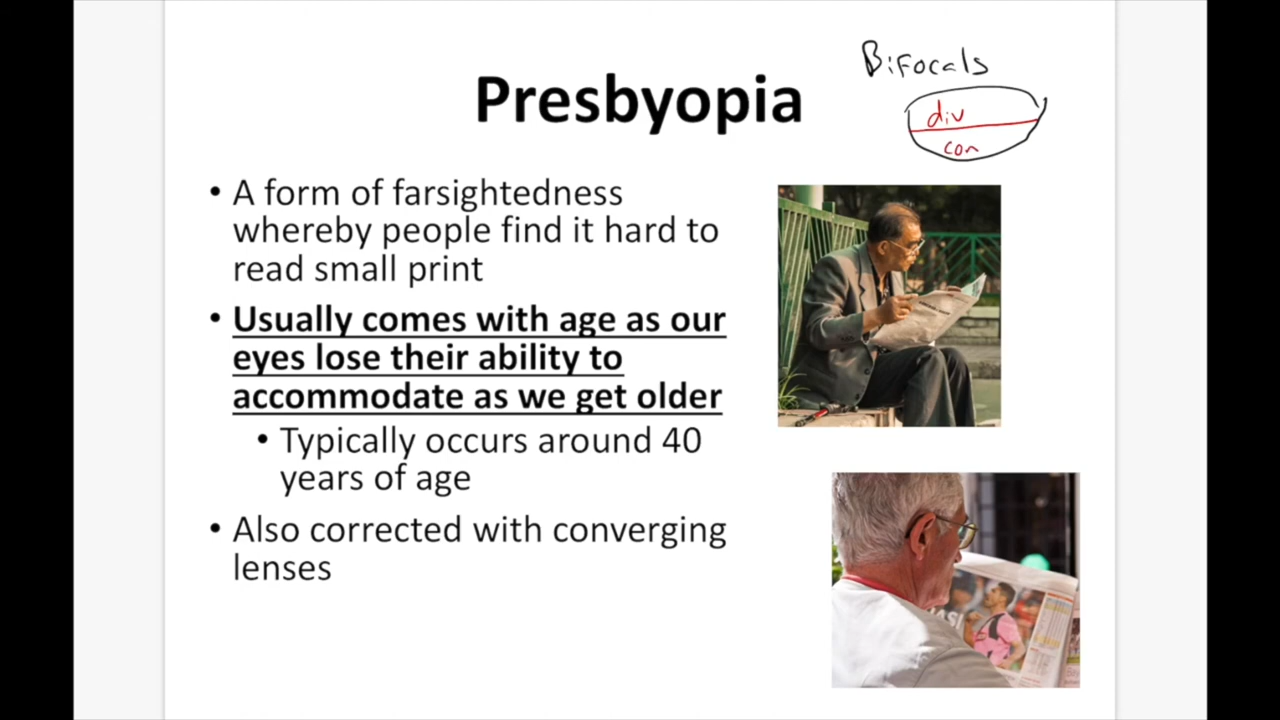 Bifocals
Presbyopia
div
con
• A form of farsightedness
whereby people find it hard to
read small print
• Usually comes with age as our
eyes lose their ability to
accommodate as we get older
• Typically occurs around 40
years of age
• Also corrected with converging
lenses